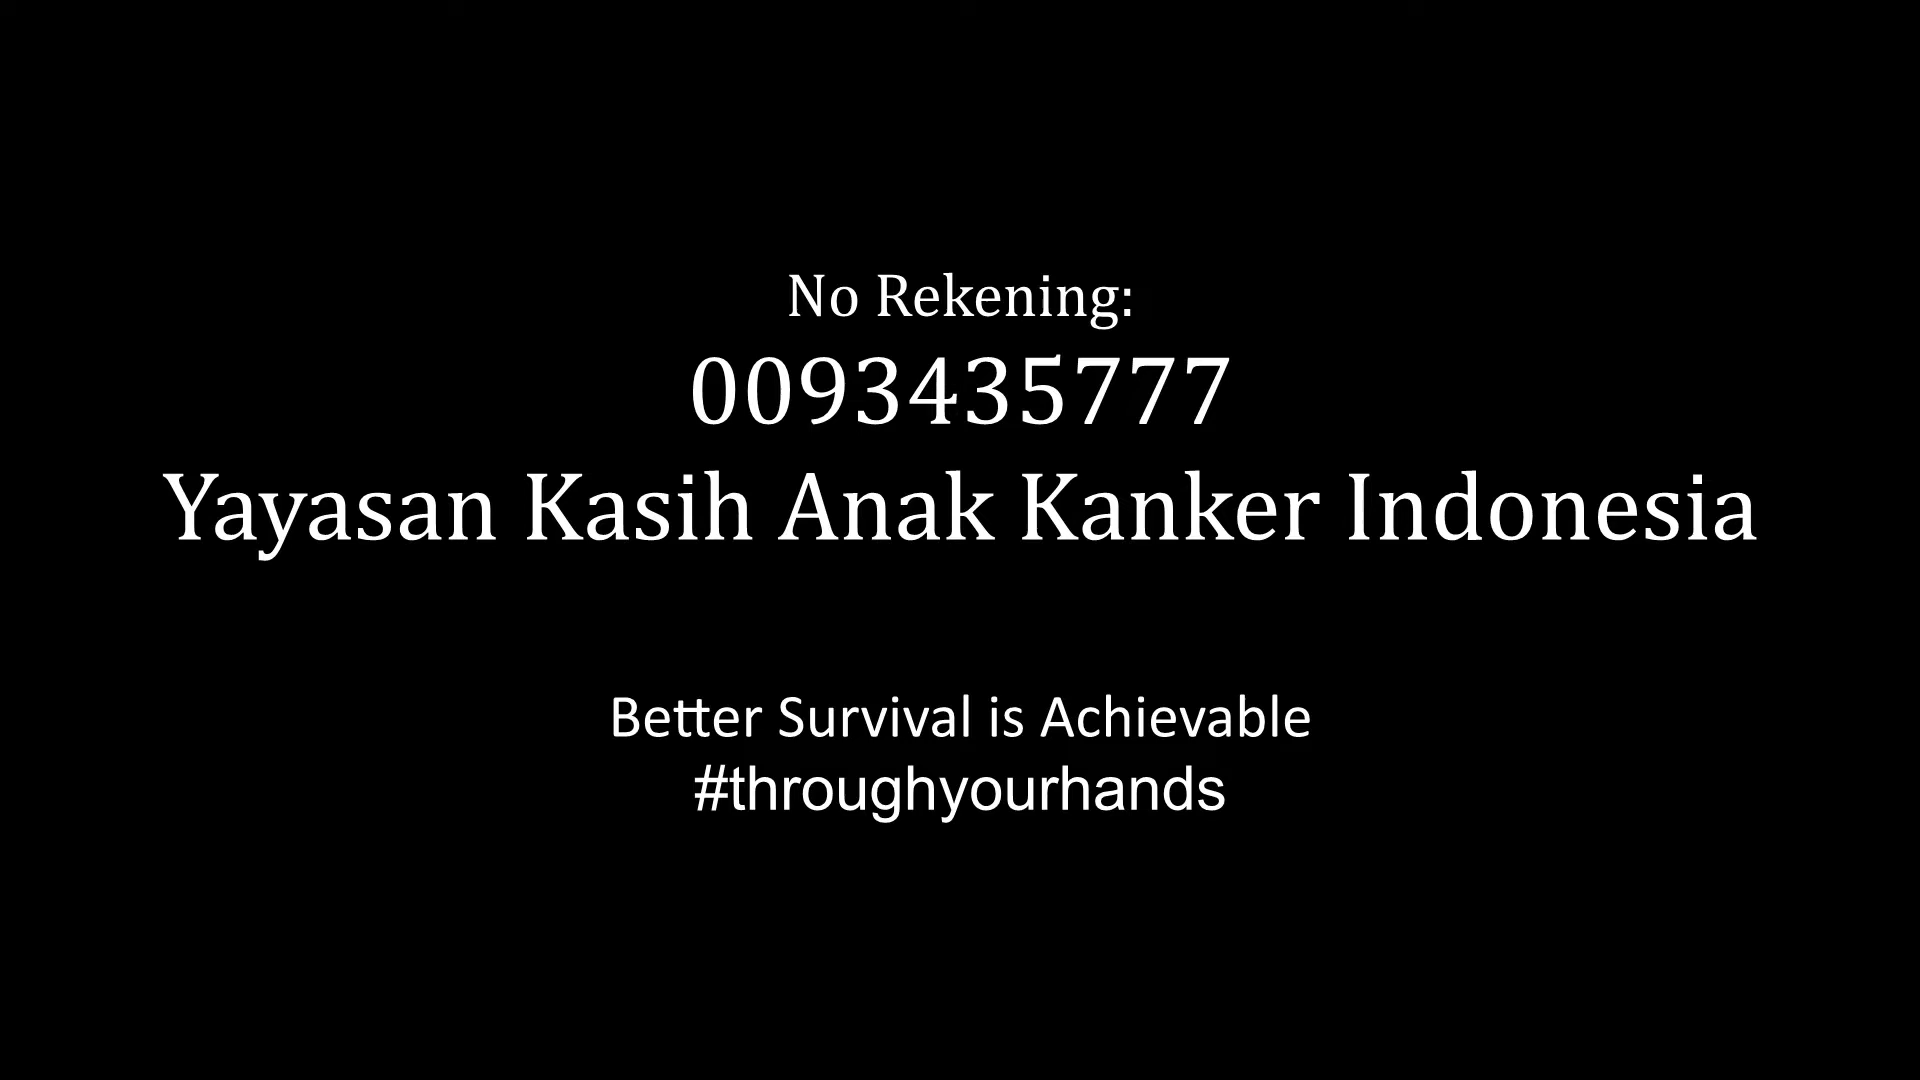 No Rekening:
0093435777
Yayasan Kasih Anak Kanker Indonesia
Better Survival is Achievable
#throughyourhands